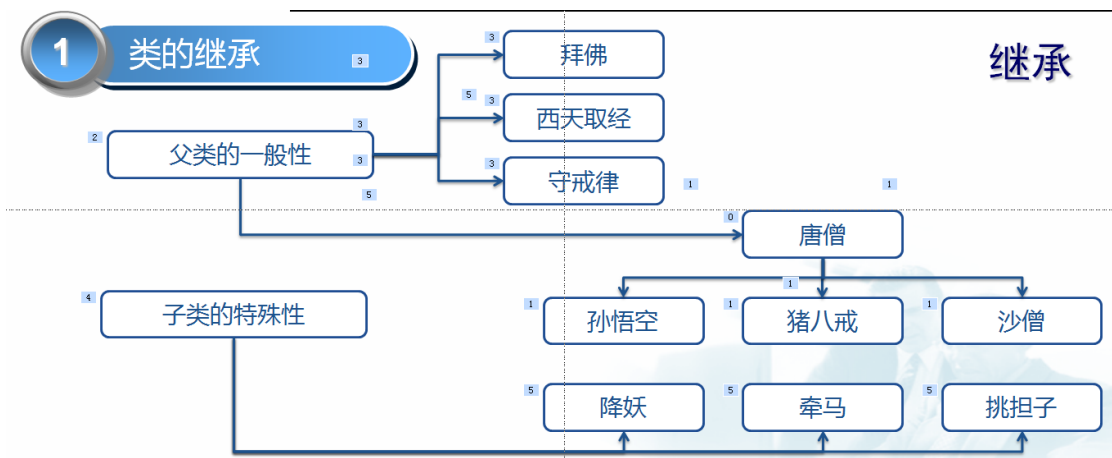 1 类的继承
3
继承
3
拜佛
5
3
西天取经
2
父类的一般性
3
3
3
守戒律
5
1
1
0
唐僧
1
4
子类的特殊性
1
孙悟空
1
猪八戒
1
沙僧
5
降妖
5
牵马
5
挑担子